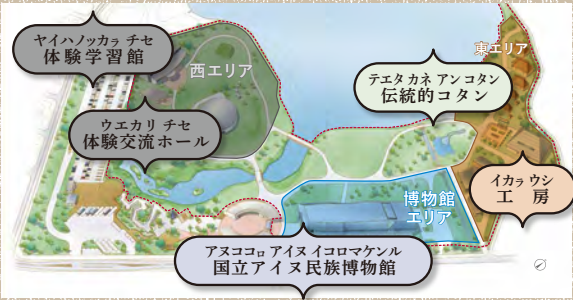 ヤイハノッカㇻ チセ
体験学習館
西エリア
東エリア
テエタ カネ アン コタン
伝統的コタン
ウエカリ チセ
体験交流ホール
イカㇻ ウシ
工 房
博物館
エリア
アヌココㇿ アイヌ イコロマケンル
国立アイヌ民族博物館